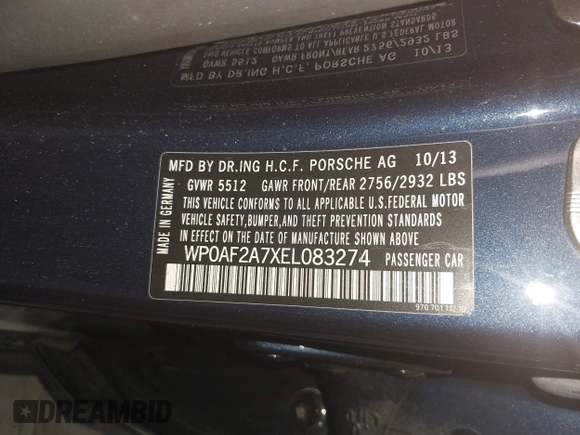 MFD BY DR.ING H.C.F. PORSCHE AG 10/13
GVWR 5512 GAWR FRONT/REAR 2756/2932 LBS
THIS VEHICLE CONFORMS TO ALL APPLICABLE U.S.FEDERAL MOTOR
VEHICLE SAFETY,BUMPER,AND THEFT PREVENTION STANDARDS
IN EFFECT ON THE DATE OF MANUFACTURE SHOWN ABOVE.
WP0AF2A7XEL083274 PASSENGER CAR
MADE IN GERMANY
DREAMBID